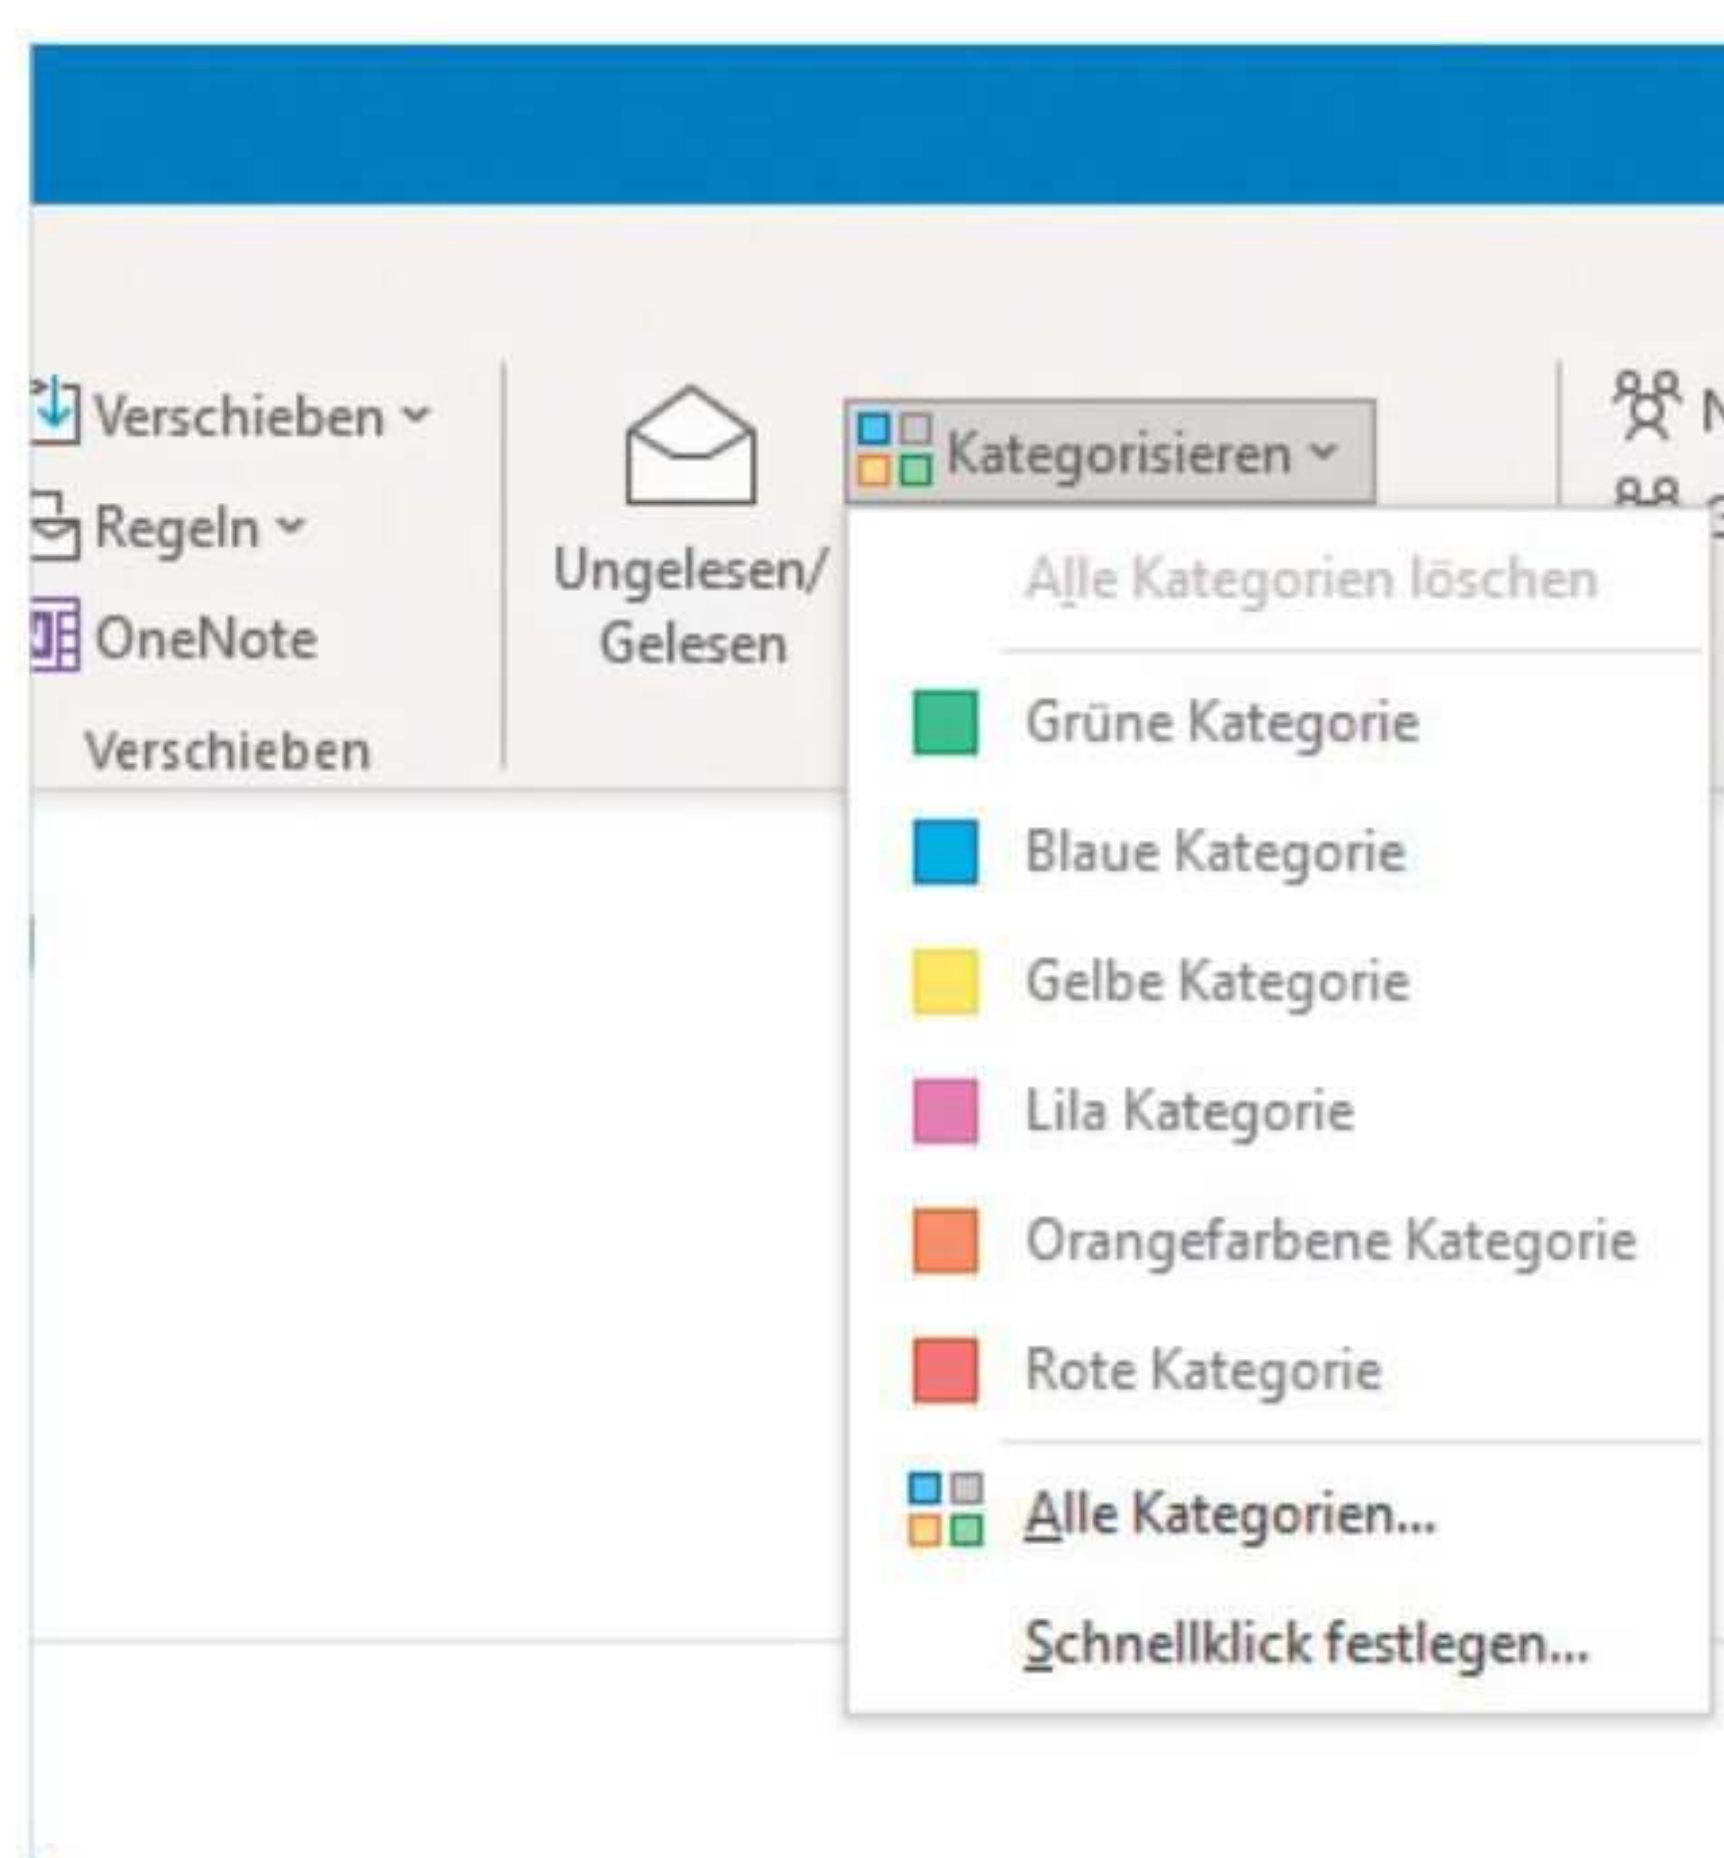 Verschieben
Regeln
OneNote
Verschieben
Ungelesen/
Gelesen
Kategorisieren
Alle Kategorien löschen
Grüne Kategorie
Blaue Kategorie
Gelbe Kategorie
Lila Kategorie
Orangefarbene Kategorie
Rote Kategorie
Alle Kategorien...
Schnellklick festlegen...